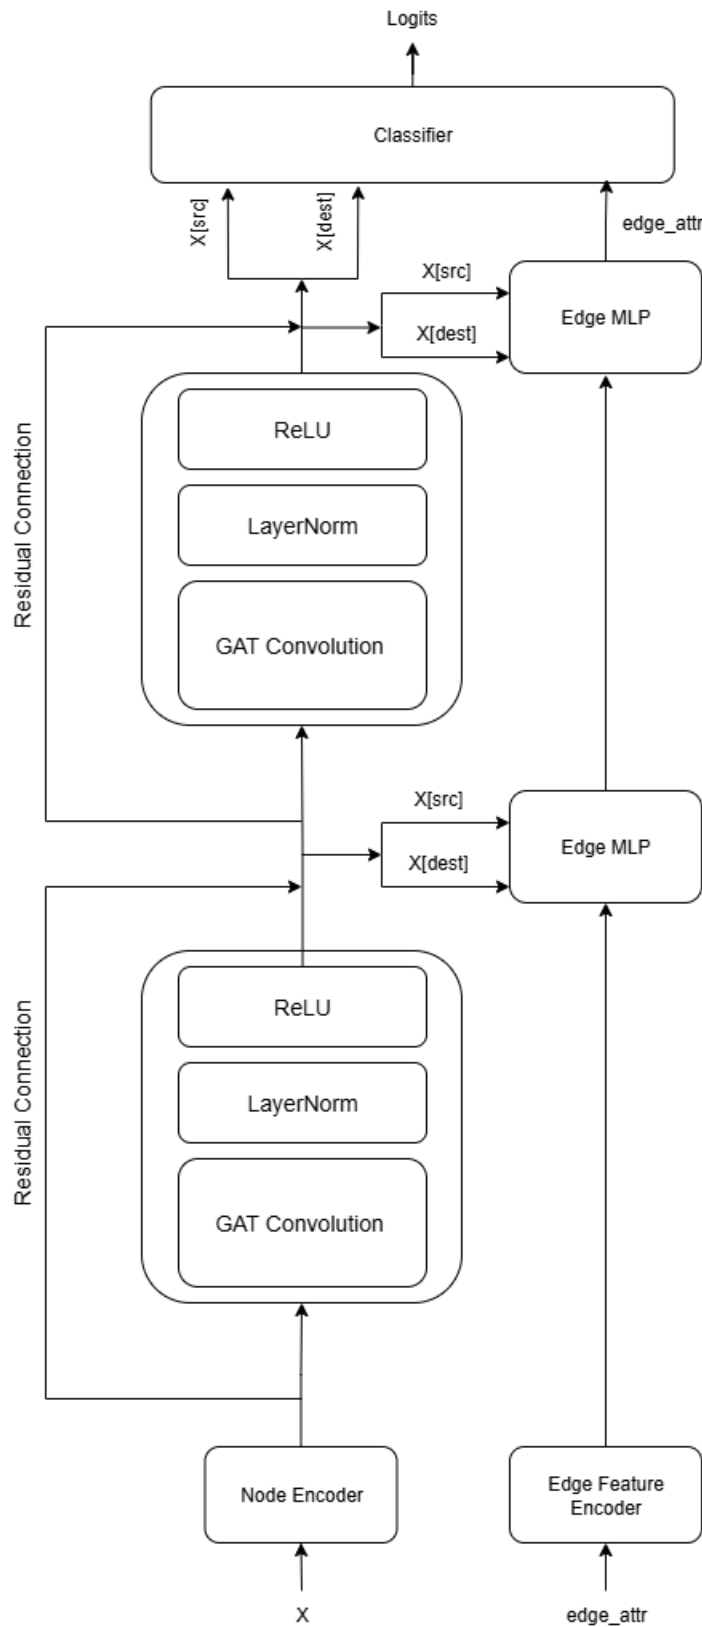 Logits
Classifier
X[src]
X[dest]
edge_attr
X[src]
Edge MLP
X[dest]
ReLU
Residual Connection
LayerNorm
GAT Convolution
X[src]
Edge MLP
X[dest]
ReLU
Residual Connection
LayerNorm
GAT Convolution
Node Encoder
Edge Feature
Encoder
X
edge_attr